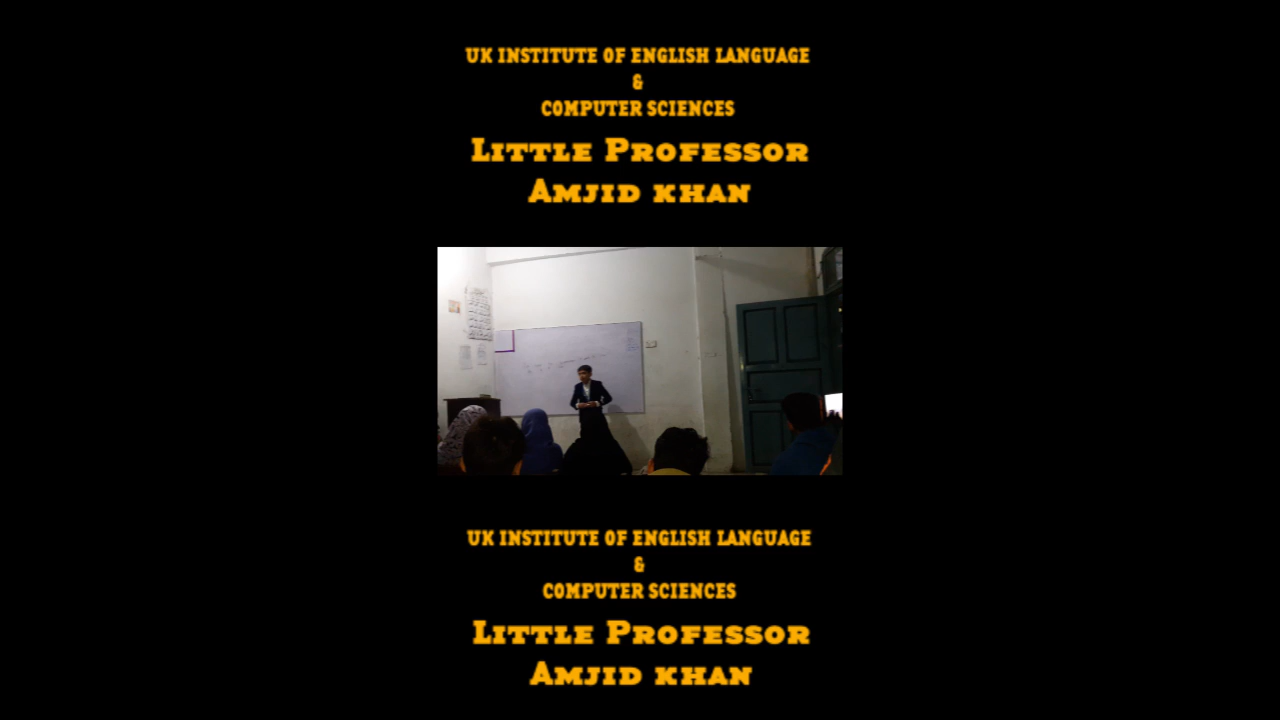 UK INSTITUTE OF ENGLISH LANGUAGE
&
COMPUTER SCIENCES
LITTLE PROFESSOR
AMJID KHAN
UK INSTITUTE OF ENGLISH LANGUAGE
&
COMPUTER SCIENCES
LITTLE PROFESSOR
AMJID KHAN